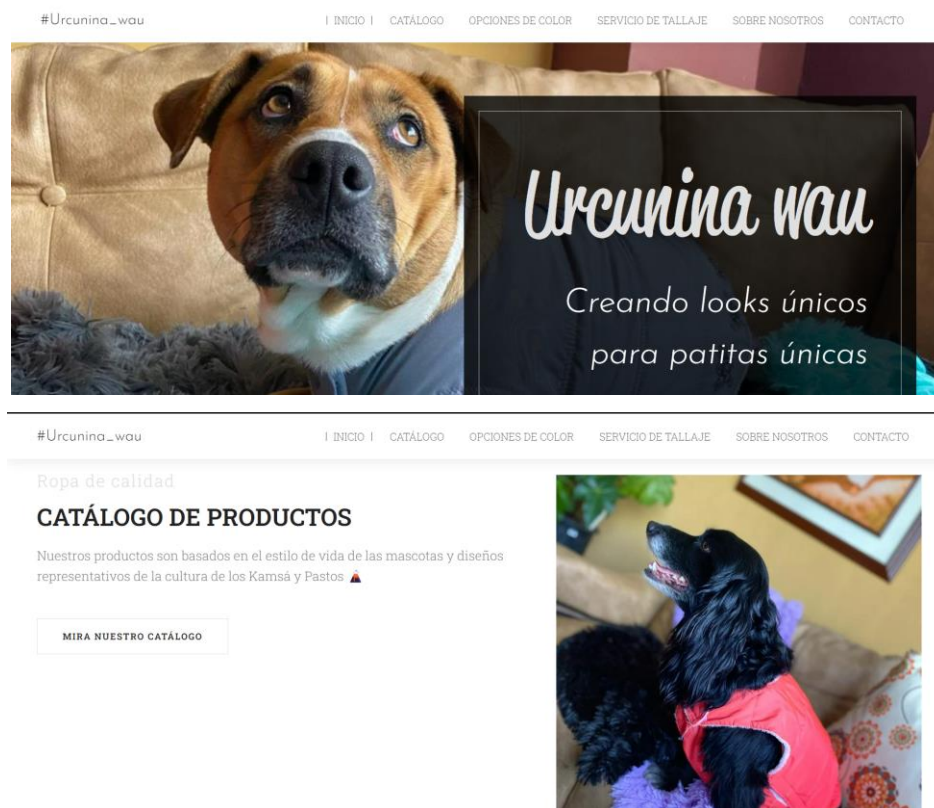 #Urcunina_wau
| INICIO | CATÁLOGO OPCIONES DE COLOR SERVICIO DE TALLAJE SOBRE NOSOTROS CONTACTO
Urcunina wau
Creando looks únicos
para patitas únicas
#Urcunina_wau
| INICIO | CATÁLOGO OPCIONES DE COLOR SERVICIO DE TALLAJE SOBRE NOSOTROS CONTACTO
Ropa de calidad
CATÁLOGO DE PRODUCTOS
Nuestros productos son basados en el estilo de vida de las mascotas y diseños
representativos de la cultura de los Kamsá y Pastos 🌋
MIRA NUESTRO CATÁLOGO